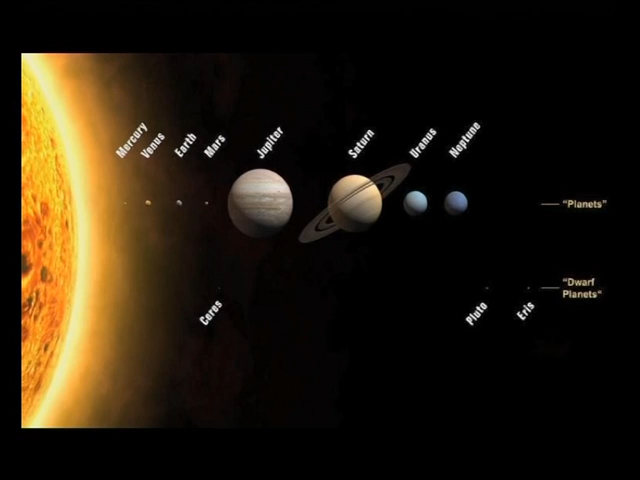 Mercury
Venus
Earth
Mars
Jupiter
Saturn
Uranus
Neptune
"Planets"
Ceres
Pluto
Eris
"Dwarf
Planets"